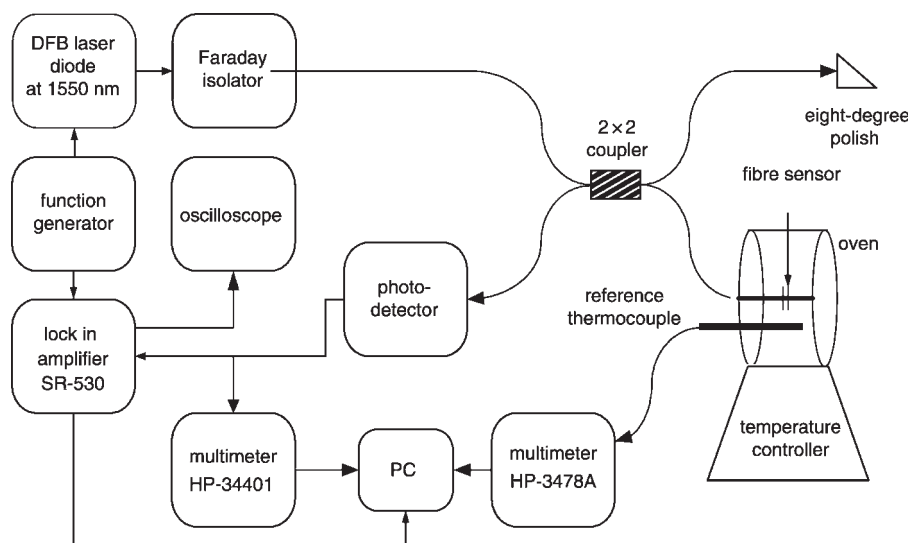 DFB laser
diode
at 1550 nm
Faraday
isolator
eight-degree
polish
2×2
coupler
fibre sensor
function
generator
oscilloscope
oven
photo-
detector
reference
thermocouple
lock in
amplifier
SR-530
multimeter
HP-34401
PC
multimeter
HP-3478A
temperature
controller